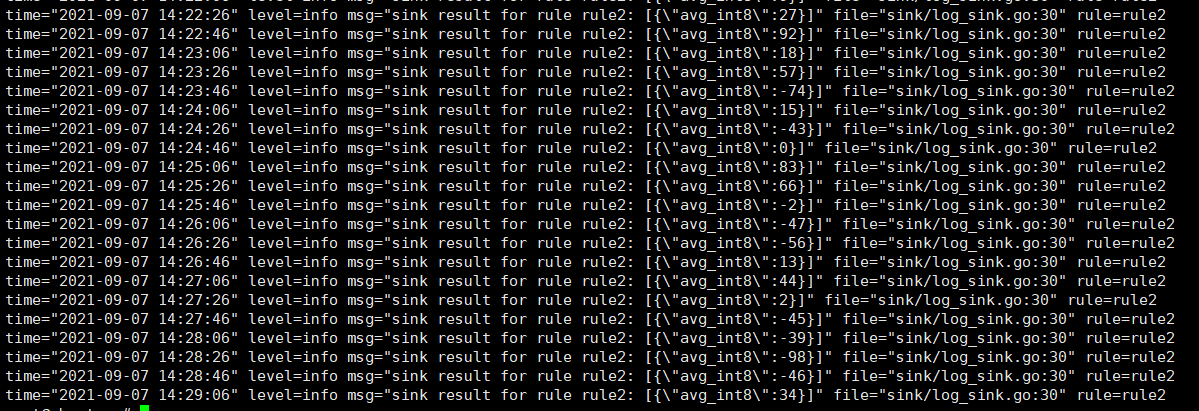 time="2021-09-07 14:22:26" level=info msg="sink result for rule rule2: [{\"avg_int8\":27}]" file="sink/log_sink.go:30" rule=rule2
time="2021-09-07 14:22:46" level=info msg="sink result for rule rule2: [{\"avg_int8\":92}]" file="sink/log_sink.go:30" rule=rule2
time="2021-09-07 14:23:06" level=info msg="sink result for rule rule2: [{\"avg_int8\":18}]" file="sink/log_sink.go:30" rule=rule2
time="2021-09-07 14:23:26" level=info msg="sink result for rule rule2: [{\"avg_int8\":57}]" file="sink/log_sink.go:30" rule=rule2
time="2021-09-07 14:23:46" level=info msg="sink result for rule rule2: [{\"avg_int8\":-74}]" file="sink/log_sink.go:30" rule=rule2
time="2021-09-07 14:24:06" level=info msg="sink result for rule rule2: [{\"avg_int8\":15}]" file="sink/log_sink.go:30" rule=rule2
time="2021-09-07 14:24:26" level=info msg="sink result for rule rule2: [{\"avg_int8\":-43}]" file="sink/log_sink.go:30" rule=rule2
time="2021-09-07 14:24:46" level=info msg="sink result for rule rule2: [{\"avg_int8\":0}]" file="sink/log_sink.go:30" rule=rule2
time="2021-09-07 14:25:06" level=info msg="sink result for rule rule2: [{\"avg_int8\":83}]" file="sink/log_sink.go:30" rule=rule2
time="2021-09-07 14:25:26" level=info msg="sink result for rule rule2: [{\"avg_int8\":66}]" file="sink/log_sink.go:30" rule=rule2
time="2021-09-07 14:25:46" level=info msg="sink result for rule rule2: [{\"avg_int8\":-2}]" file="sink/log_sink.go:30" rule=rule2
time="2021-09-07 14:26:06" level=info msg="sink result for rule rule2: [{\"avg_int8\":-47}]" file="sink/log_sink.go:30" rule=rule2
time="2021-09-07 14:26:26" level=info msg="sink result for rule rule2: [{\"avg_int8\":-56}]" file="sink/log_sink.go:30" rule=rule2
time="2021-09-07 14:26:46" level=info msg="sink result for rule rule2: [{\"avg_int8\":13}]" file="sink/log_sink.go:30" rule=rule2
time="2021-09-07 14:27:06" level=info msg="sink result for rule rule2: [{\"avg_int8\":44}]" file="sink/log_sink.go:30" rule=rule2
time="2021-09-07 14:27:26" level=info msg="sink result for rule rule2: [{\"avg_int8\":2}]" file="sink/log_sink.go:30" rule=rule2
time="2021-09-07 14:27:46" level=info msg="sink result for rule rule2: [{\"avg_int8\":-45}]" file="sink/log_sink.go:30" rule=rule2
time="2021-09-07 14:28:06" level=info msg="sink result for rule rule2: [{\"avg_int8\":-39}]" file="sink/log_sink.go:30" rule=rule2
time="2021-09-07 14:28:26" level=info msg="sink result for rule rule2: [{\"avg_int8\":-98}]" file="sink/log_sink.go:30" rule=rule2
time="2021-09-07 14:28:46" level=info msg="sink result for rule rule2: [{\"avg_int8\":-46}]" file="sink/log_sink.go:30" rule=rule2
time="2021-09-07 14:29:06" level=info msg="sink result for rule rule2: [{\"avg_int8\":34}]" file="sink/log_sink.go:30" rule=rule2